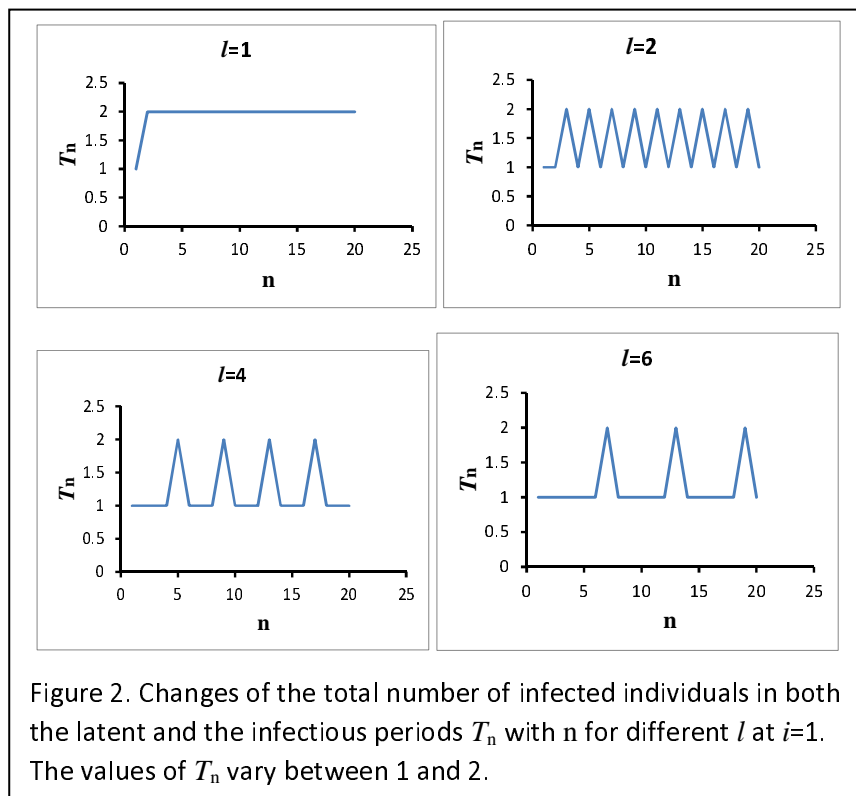 l=1
2.5
2
1.5
1
0.5
0
Tn
0 5 10 15 20 25
n
l=2
2.5
2
1.5
1
0.5
0
Tn
0 5 10 15 20 25
n
l=4
2.5
2
1.5
1
0.5
0
Tn
0 5 10 15 20 25
n
l=6
2.5
2
1.5
1
0.5
0
Tn
0 5 10 15 20 25
n
Figure 2. Changes of the total number of infected individuals in both
the latent and the infectious periods Tn with n for different l at i=1.
The values of Tn vary between 1 and 2.